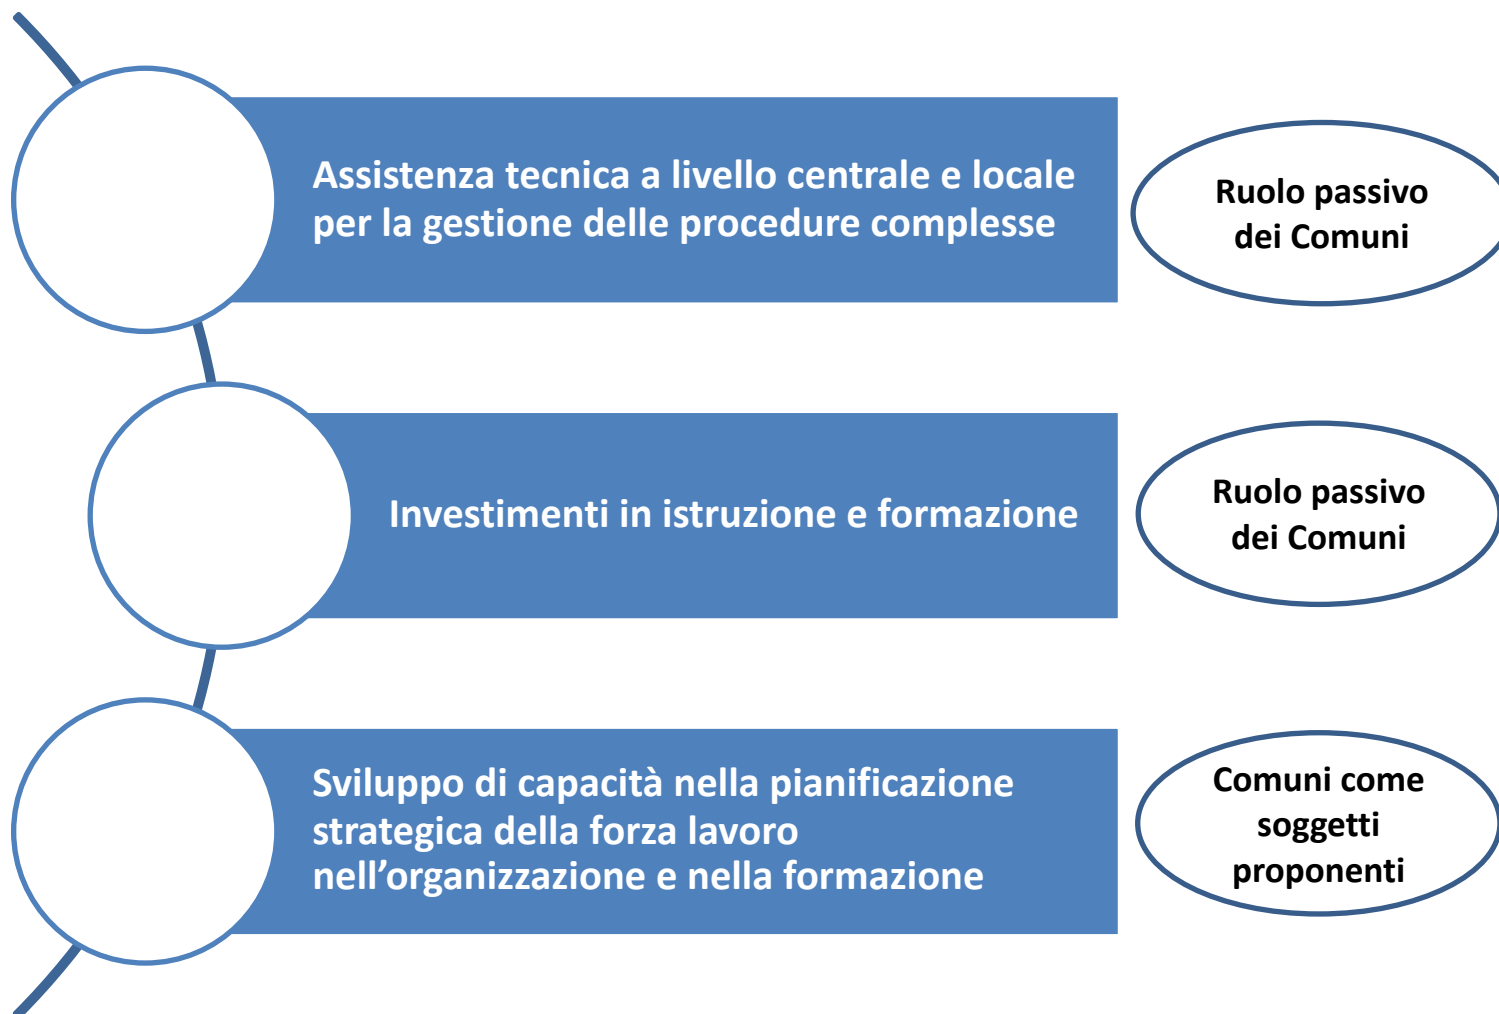 Assistenza tecnica a livello centrale e locale
per la gestione delle procedure complesse
Ruolo passivo
dei Comuni
Investimenti in istruzione e formazione
Ruolo passivo
dei Comuni
Sviluppo di capacità nella pianificazione
strategica della forza lavoro
nell’organizzazione e nella formazione
Comuni come
soggetti
proponenti